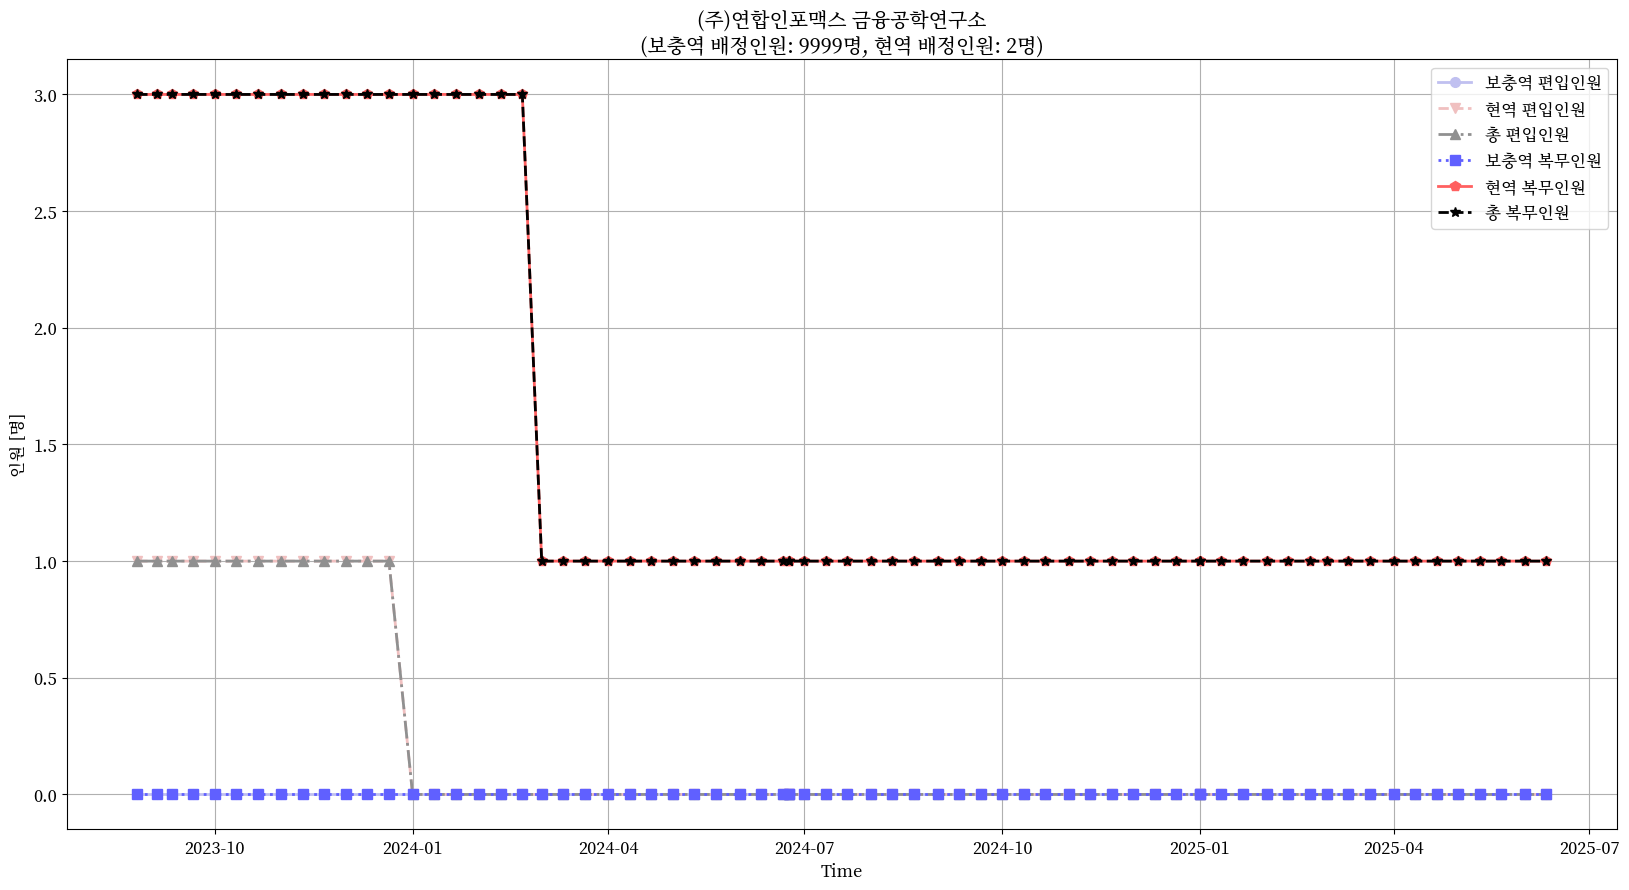 (주)연합인포맥스 금융공학연구소
(보충역 배정인원: 9999명, 현역 배정인원: 2명)
보충역 편입인원
현역 편입인원
총 편입인원
보충역 복무인원
현역 복무인원
총 복무인원
인원 [명]
3.0
2.5
2.0
1.5
1.0
0.5
0.0
2023-10
2024-01
2024-04
2024-07
2024-10
2025-01
2025-04
2025-07
Time